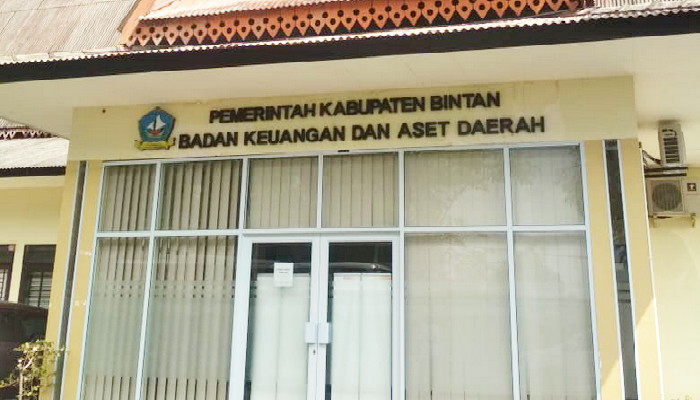 PEMERINTAH KABUPATEN BINTAN
BADAN KEUANGAN DAN ASET DAERAH